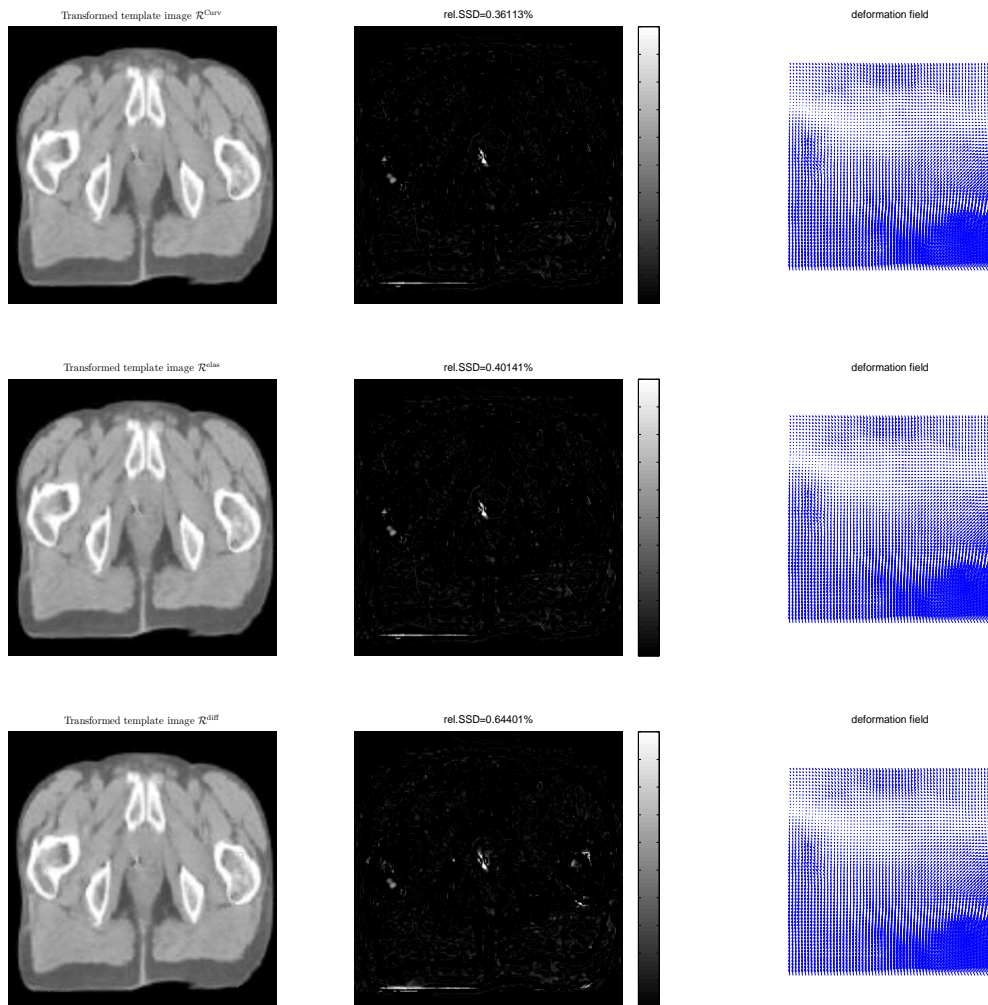 Transformed template image 𝓡^Curv
rel.SSD=0.36113%
deformation field
Transformed template image 𝓡^elas
rel.SSD=0.40141%
deformation field
Transformed template image 𝓡^diff
rel.SSD=0.64401%
deformation field